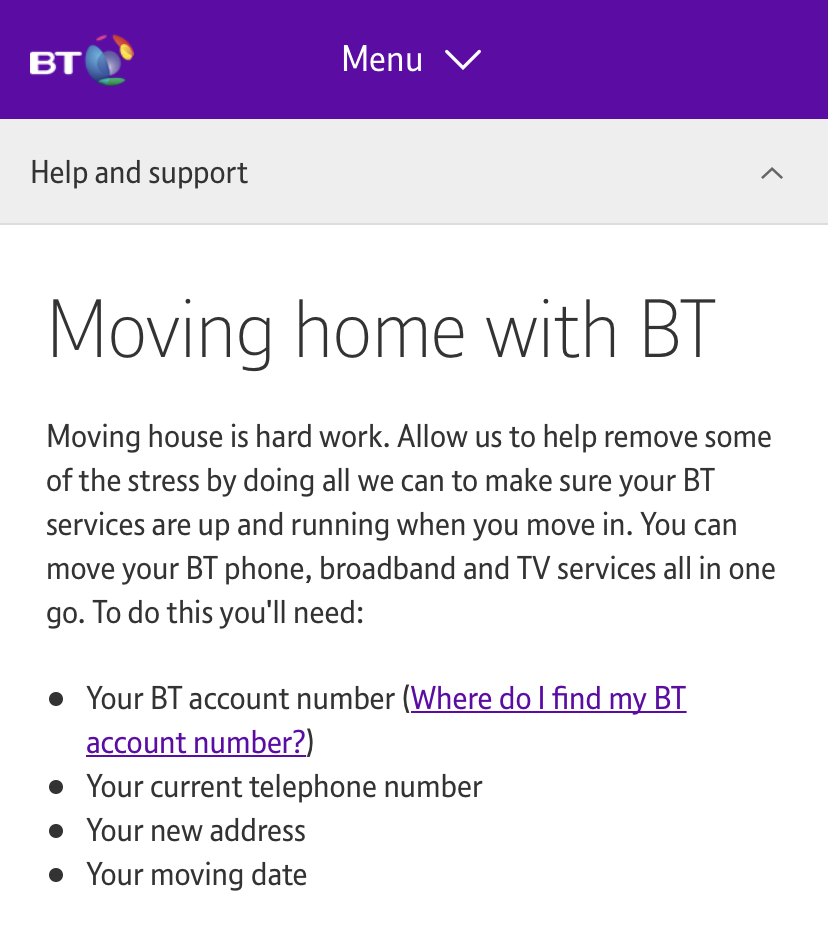 BT
Menu
Help and support
Moving home with BT
Moving house is hard work. Allow us to help remove some
of the stress by doing all we can to make sure your BT
services are up and running when you move in. You can
move your BT phone, broadband and TV services all in one
go. To do this you'll need:
● Your BT account number (Where do I find my BT
account number?)
● Your current telephone number
● Your new address
● Your moving date